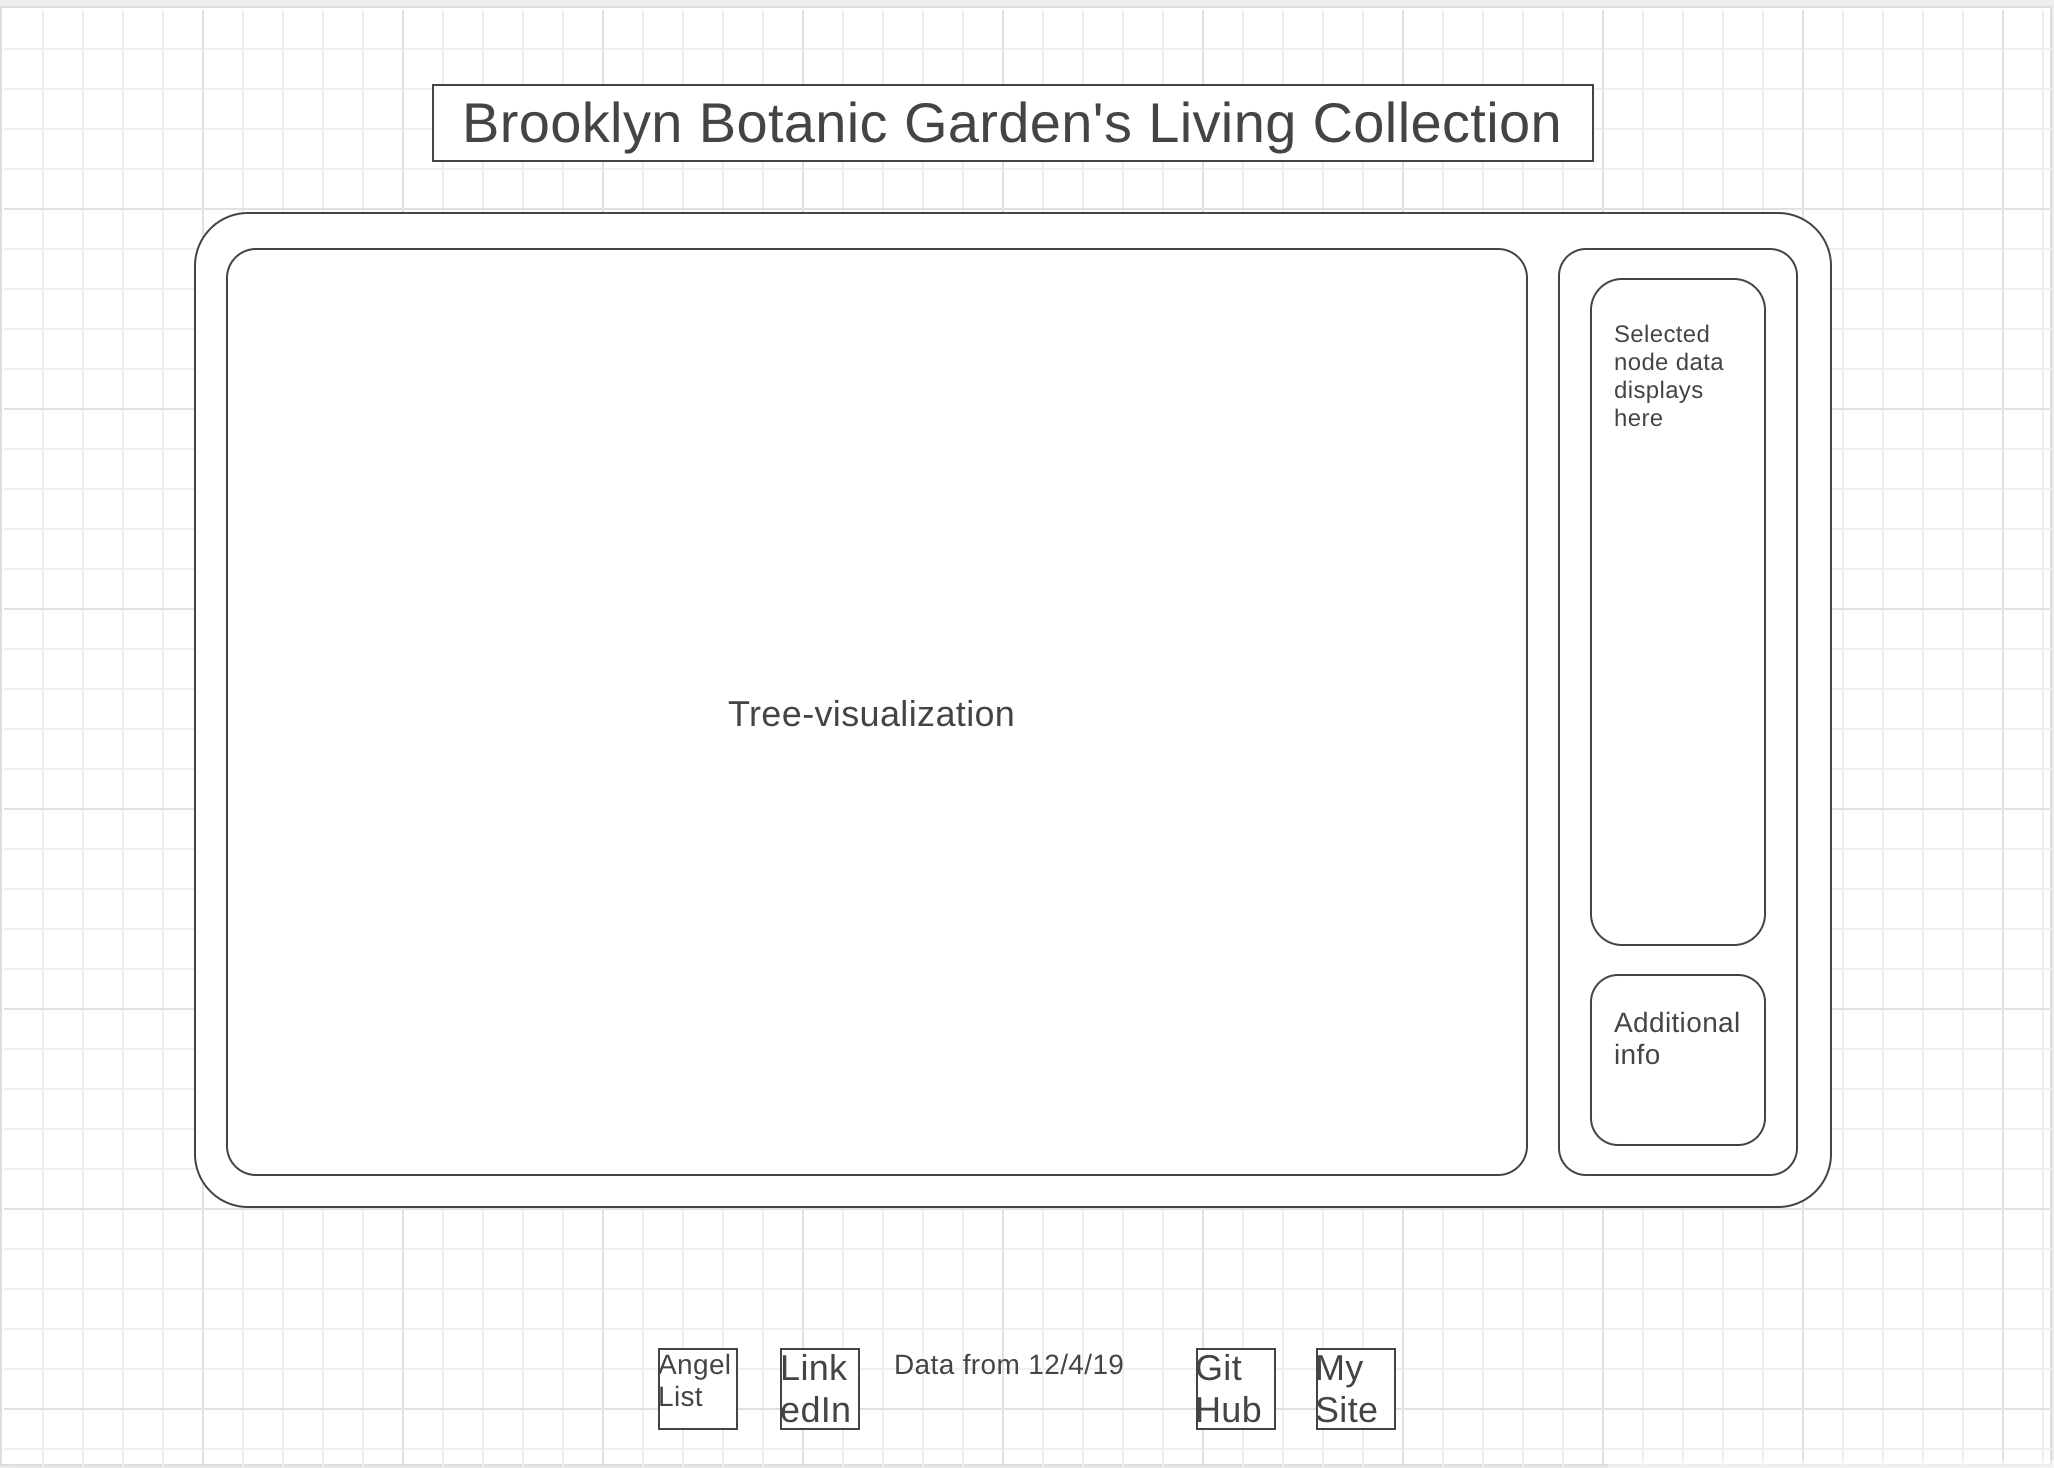 Brooklyn Botanic Garden's Living Collection
Selected
node data
displays
here
Tree-visualization
Additional
info
Angel
List
Link
edIn
Data from 12/4/19
Git
Hub
My
Site